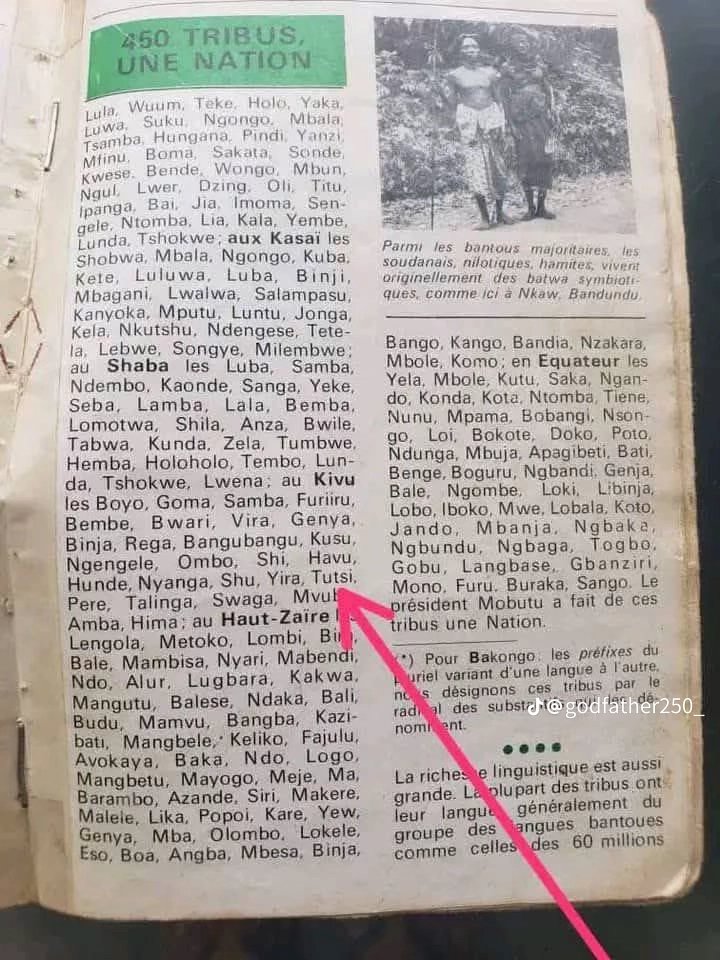 450 TRIBUS,
UNE NATION
Lula, Wuum, Teke, Holo, Yaka,
Luwa, Suku, Ngongo, Mbala,
Tsamba, Hungana, Pindi, Yanzi,
Mfinu, Boma, Sakata, Sonde,
Kwese, Bende, Wongo, Mbun,
Ngul, Lwer, Dzing, Oli, Titu,
Ipanga, Bai, Jia, Imoma, Sen-
gele, Ntomba, Lia, Kala, Yembe,
Lunda, Tshokwe; aux Kasaï les
Shobwa, Mbala, Ngongo, Kuba,
Kete, Luluwa, Luba, Binji,
Mbagani, Lwalwa, Salampasu,
Kanyoka, Mputu, Luntu, Jonga,
Kela, Nkutshu, Ndengese, Tete-
la, Lebwe, Songye, Milembwe;
au Shaba les Luba, Samba,
Ndembo, Kaonde, Sanga, Yeke,
Seba, Lamba, Lala, Bemba,
Lomotwa, Shila, Anza, Bwile,
Tabwa, Kunda, Zela, Tumbwe,
Hemba, Holoholo, Tembo, Lun-
da, Tshokwe, Lwena; au Kivu
les Boyo, Goma, Samba, Furiiru,
Bembe, Bwari, Vira, Genya,
Binja, Rega, Bangubangu, Kusu,
Ngengele, Ombo, Shi, Havu,
Hunde, Nyanga, Shu, Yira, Tutsi,
Pere, Talinga, Swaga,
Amba, Hima; au Haut-Zaïre
Lengola, Metoko, Lombi,
Bale, Mambisa, Nyari, Mabendi,
Ndo, Alur, Lugbara, Kakwa,
Mangutu, Balese, Ndaka, Bali,
Budu, Mamvu, Bangba, Kazi-
bati, Mangbele, Keliko, Fajulu,
Avokaya, Baka, Ndo, Logo,
Mangbetu, Mayogo, Meje, Ma,
Barambo, Azande, Siri, Makere,
Maleie, Lika, Popoi, Kare, Yew,
Genya, Mba, Olombo, Lokele,
Eso, Boa, Angba, Mbesa, Binja,
Parmi les bantous majoritaires, les
soudanais, nilotiques, hamites, vivent
originellement des batwa symbioti-
ques, comme ici à Nkaw, Bandundu.
Bango, Kango, Bandia, Nzakara,
Mbole, Komo; en Equateur les
Yela, Mbole, Kutu, Saka, Ngan-
do, Konda, Kota, Ntomba, Tiene,
Nunu, Mpama, Bobangi, Nson-
go, Loi, Bokote, Doko, Poto,
Ndunga, Mbuja, Apagibeti, Bati,
Benge, Boguru, Ngbandi, Genja,
Bale, Ngombe, Loki, Libinja,
Lobo, Iboko, Mwe, Lobala, Koto,
Jando, Mbanja, Ngbaka,
Ngbundu, Ngbaga, Togbo,
Gobu, Langbase, Gbanziri,
Mono, Furu, Buraka, Sango. Le
président Mobutu a fait de ces
tribus une Nation.
(*) Pour Bakongo: les préfixes du
pluriel variant d'une langue à l'autre,
nous désignons ces tribus par le
radical des
@godfather250_
La richesse linguistique est aussi
grande. La plupart des tribus ont
leur langue, généralement du
groupe des langues bantoues
comme celles des 60 millions